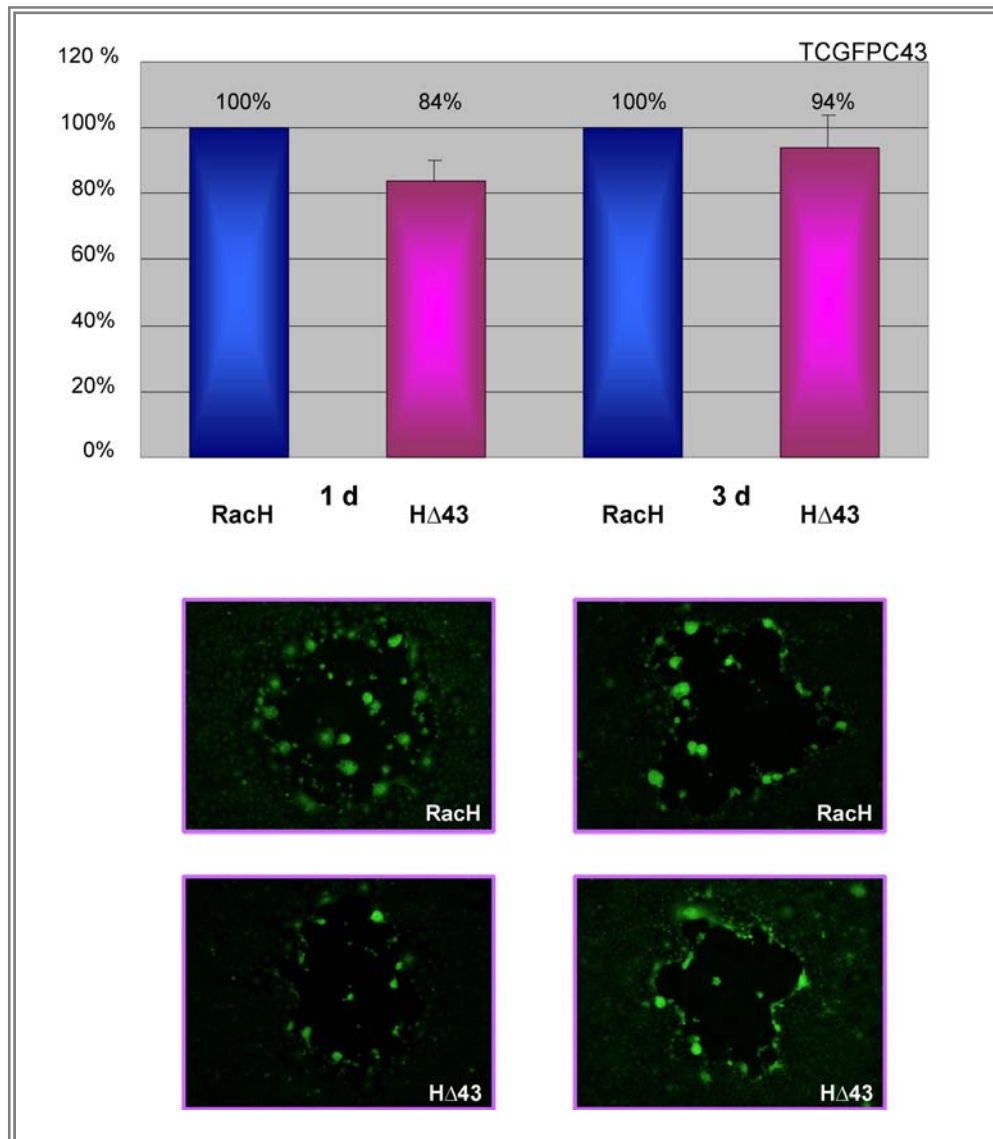 TCGFPC43
120 %
100%
84%
100%
94%
100%
80%
60%
40%
20%
0%
1 d
3 d
RacH
HΔ43
RacH
HΔ43
RacH
RacH
HΔ43
HΔ43